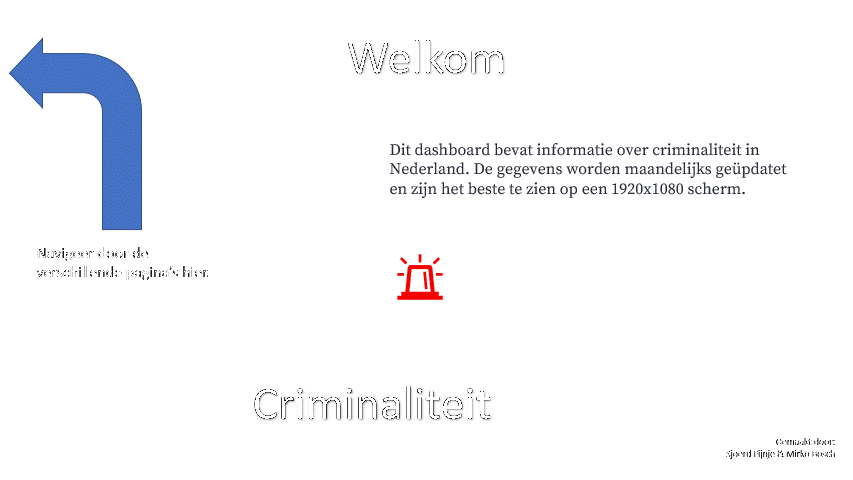 Welkom
Dit dashboard bevat informatie over criminaliteit in
Nederland. De gegevens worden maandelijks geüpdatet
en zijn het beste te zien op een 1920x1080 scherm.
Navigeer door de
verschillende pagina's hier.
Criminaliteit
Gemaakt door:
Sjoerd & Mirko Bosch